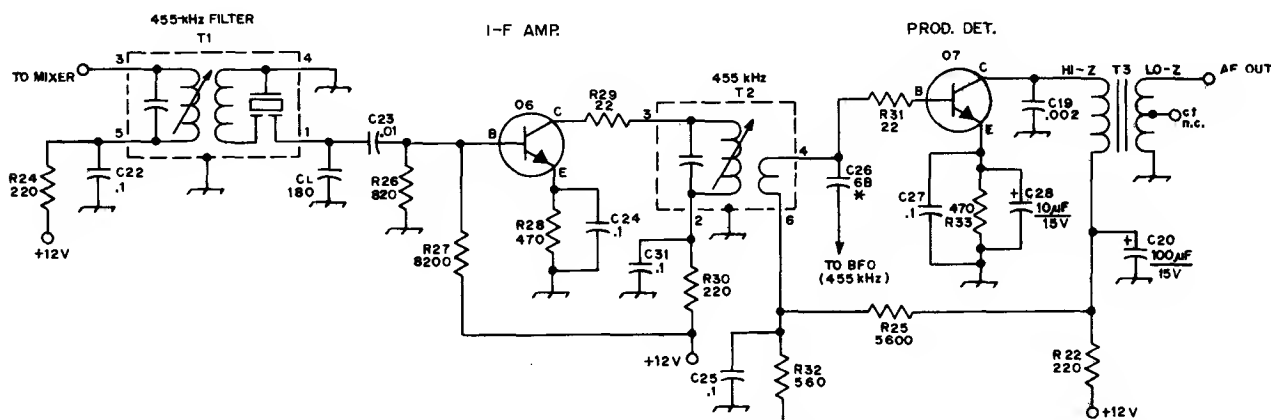 455-kHz FILTER
T1
3
4
TO MIXER
5
1
R24
220
C22
.1
+12V
CL
180
C23
.01
R26
820
R27
8200
I-F AMP.
Q6
B
C
E
R28
470
C24
.1
R29
22
455 kHz
T2
3
4
2
6
C31
.1
R30
220
+12V
C25
.1
R32
560
C26
68
*
TO BFO
(455 kHz)
R31
22
PROD. DET.
Q7
B
C
E
C27
.1
470
R33
+
C28
10µF
15V
C19
.002
HI-Z
T3
LO-Z
AF OUT
ct
n.c.
+
C20
100µF
15V
R25
5600
R22
220
+12V